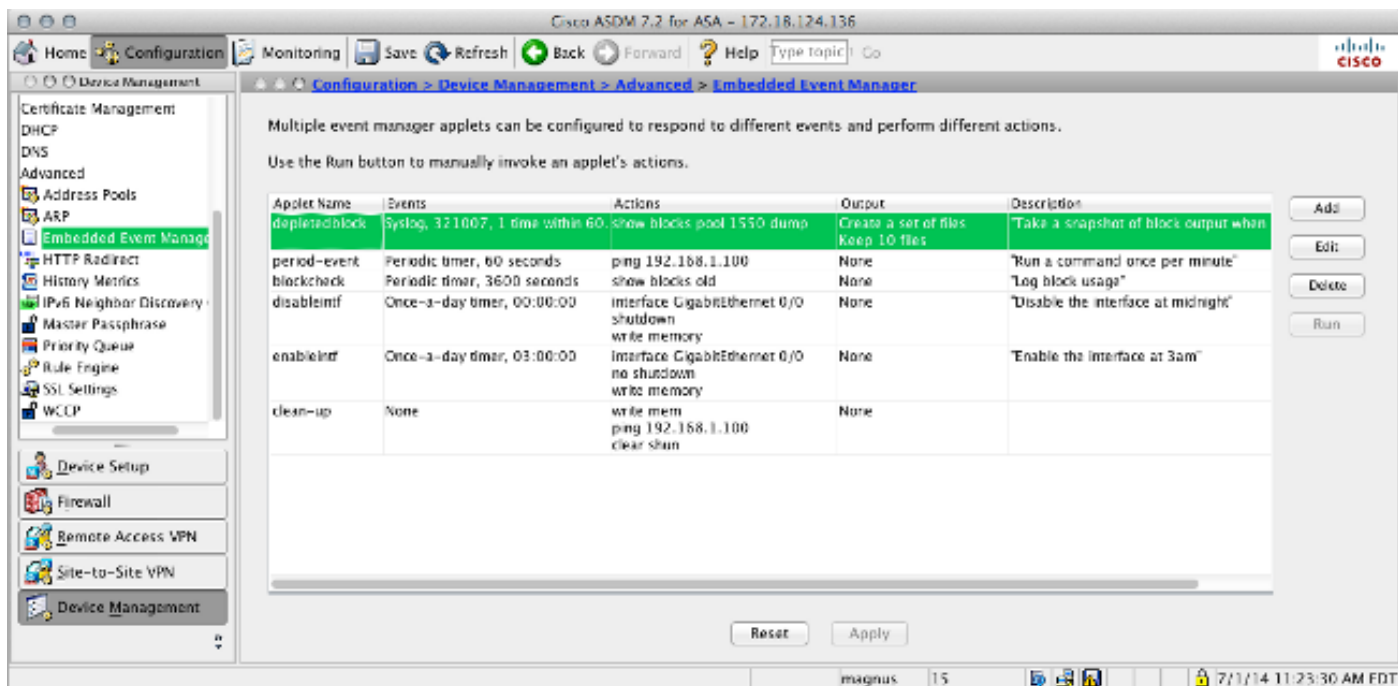 Cisco ASDM 7.2 for ASA – 172.18.124.136
Home Configuration Monitoring Save Refresh Back Forward Help Type topic Go
cisco
Device Management
Certificate Management
DHCP
DNS
Advanced
Address Pools
ARP
Embedded Event Manage
HTTP Redirect
History Metrics
IPv6 Neighbor Discovery
Master Passphrase
Priority Queue
Rule Engine
SSL Settings
WCCP
Device Setup
Firewall
Remote Access VPN
Site-to-Site VPN
Device Management
Configuration > Device Management > Advanced > Embedded Event Manager
Multiple event manager applets can be configured to respond to different events and perform different actions.
Use the Run button to manually invoke an applet's actions.
Applet Name Events Actions Output Description
depletedblock Syslog, 321007, 1 time within 60. show blocks pool 1550 dump Create a set of files "Take a snapshot of block output when
Keep 10 files
period-event Periodic timer, 60 seconds ping 192.168.1.100 None "Run a command once per minute"
blockcheck Periodic timer, 3600 seconds show blocks old None "Log block usage"
disableintf Once-a-day timer, 00:00:00 interface GigabitEthernet 0/0 None "Disable the interface at midnight"
shutdown
write memory
enableintf Once-a-day timer, 03:00:00 interface GigabitEthernet 0/0 None "Enable the interface at 3am"
no shutdown
write memory
clean-up None write mem None
ping 192.168.1.100
clear shun
Add
Edit
Delete
Run
Reset Apply
magnus 15 7/1/14 11:23:30 AM EDT